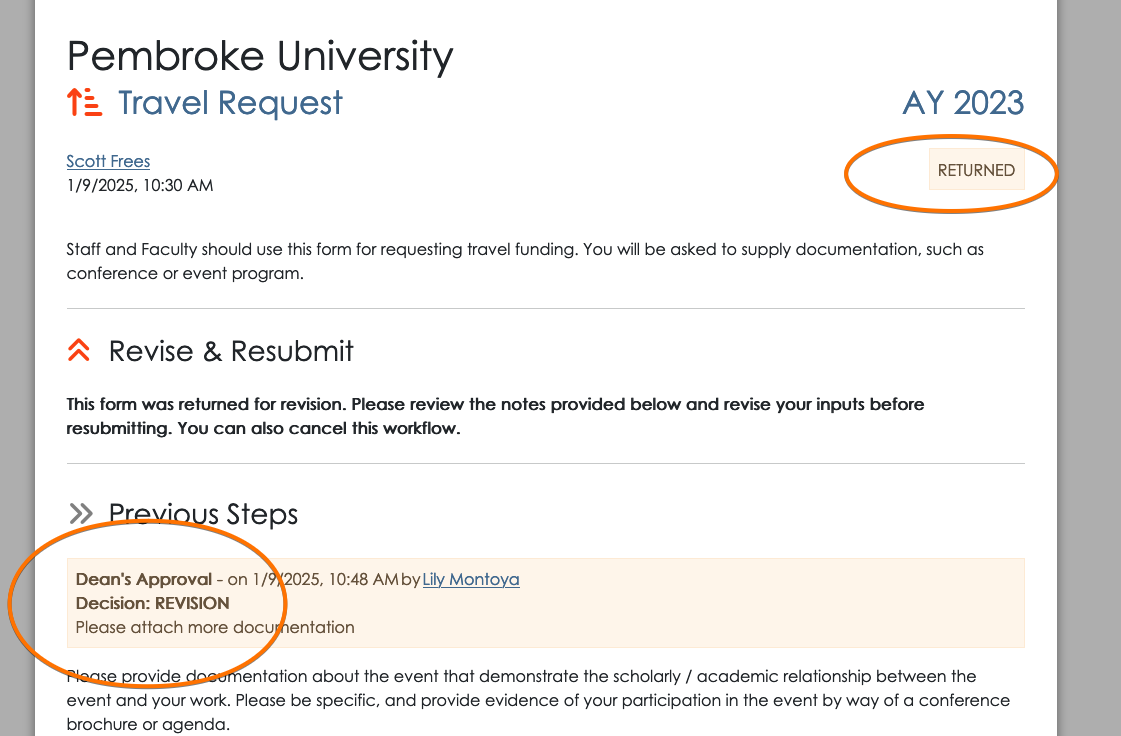 Pembroke University
Travel Request
AY 2023
Scott Frees
1/9/2025, 10:30 AM
RETURNED
Staff and Faculty should use this form for requesting travel funding. You will be asked to supply documentation, such as
conference or event program.
Revise & Resubmit
This form was returned for revision. Please review the notes provided below and revise your inputs before
resubmitting. You can also cancel this workflow.
Previous Steps
Dean's Approval - on 1/9/2025, 10:48 AM by Lily Montoya
Decision: REVISION
Please attach more documentation
Please provide documentation about the event that demonstrate the scholarly / academic relationship between the
event and your work. Please be specific, and provide evidence of your participation in the event by way of a conference
brochure or agenda.